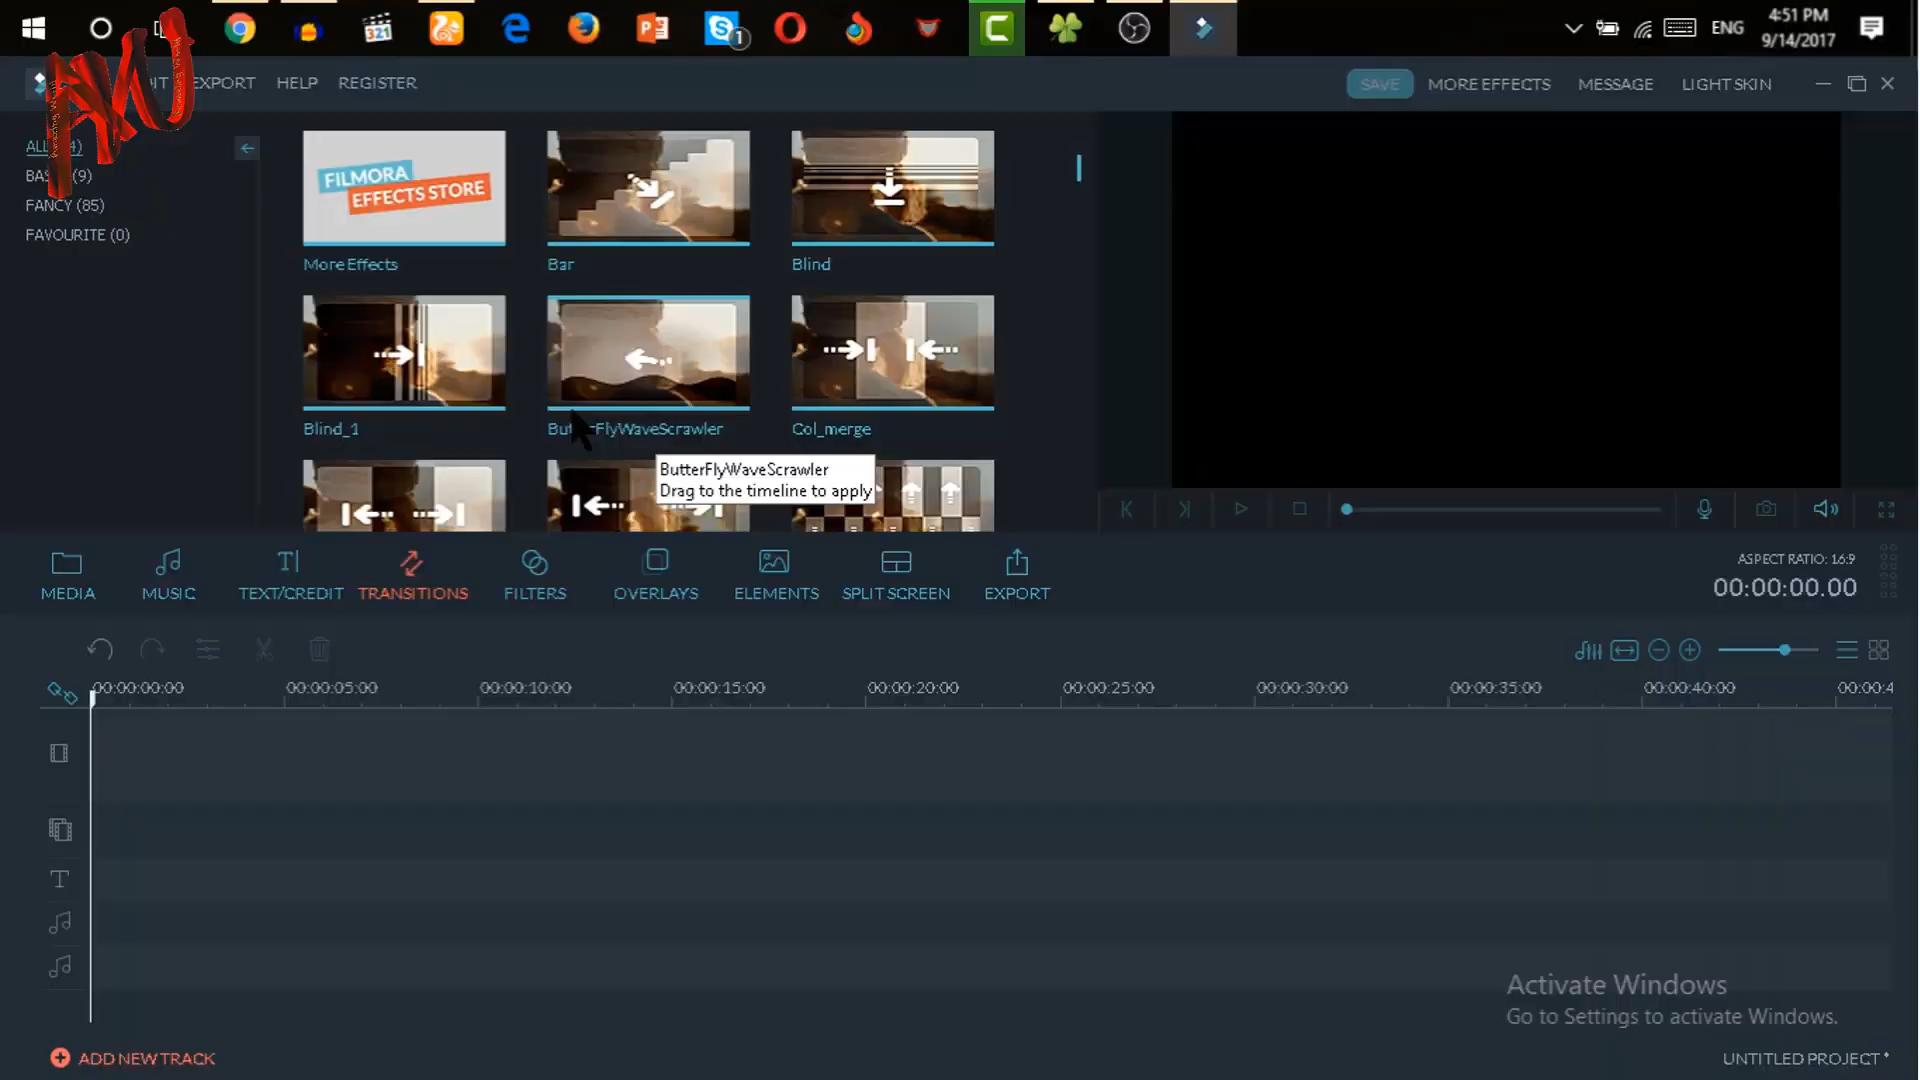 321
1
ENG
4:51 PM
9/14/2017
EXPORT
HELP
REGISTER
SAVE
MORE EFFECTS
MESSAGE
LIGHT SKIN
FANCY (85)
FAVOURITE (0)
FILMORA
EFFECTS STORE
More Effects
Bar
Blind
Blind_1
Col_merge
ButterFlyWaveScrawler
Drag to the timeline to apply
MEDIA
MUSIC
TEXT/CREDIT
TRANSITIONS
FILTERS
OVERLAYS
ELEMENTS
SPLIT SCREEN
EXPORT
ASPECT RATIO: 16:9
00:00:00.00
00:00:00:00
00:00:05:00
00:00:10:00
00:00:15:00
00:00:20:00
00:00:25:00
00:00:30:00
00:00:35:00
00:00:40:00
00:00:4
Activate Windows
Go to Settings to activate Windows.
ADD NEW TRACK
UNTITLED PROJECT *